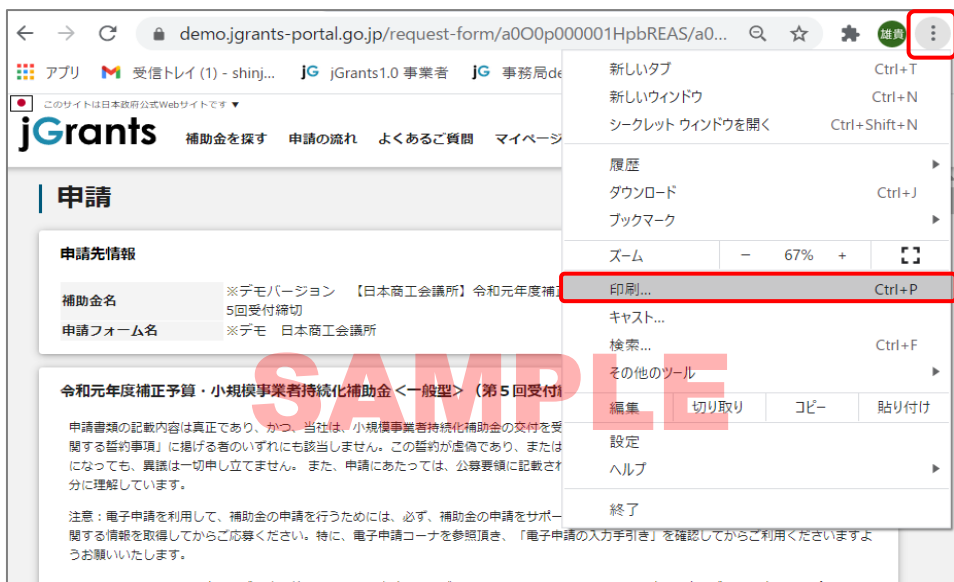 demo.jgrants-portal.go.jp/request-form/a0O0p000001HpbREAS/a0...
雄貴
アプリ 受信トレイ (1) - shinj... jG jGrants1.0 事業者 jG 事務局de
このサイトは日本政府公式Webサイトです ▼
jGrants 補助金を探す 申請の流れ よくあるご質問 マイページ
申請
申請先情報
補助金名 ※デモバージョン 【日本商工会議所】令和元年度補正
5回受付締切
申請フォーム名 ※デモ 日本商工会議所
令和元年度補正予算・小規模事業者持続化補助金<一般型>(第5回受付
申請書類の記載内容は真正であり、かつ、当社は、小規模事業者持続化補助金の交付を受
関する誓約事項」に掲げる者のいずれにも該当しません。この誓約が虚偽であり、または
になっても、異議は一切申し立てません。 また、申請にあたっては、公募要領に記載され
分に理解しています。
注意:電子申請を利用して、補助金の申請を行うためには、必ず、補助金の申請をサポー
関する情報を取得してからご応募ください。特に、電子申請コーナを参照頂き、「電子申請の入力手引き」を確認してからご利用くださいますよ
うお願いいたします。
SAMPLE
新しいタブ Ctrl+T
新しいウィンドウ Ctrl+N
シークレット ウィンドウを開く Ctrl+Shift+N
履歴
ダウンロード Ctrl+J
ブックマーク
ズーム − 67% +
印刷... Ctrl+P
キャスト...
検索... Ctrl+F
その他のツール
編集 切り取り コピー 貼り付け
設定
ヘルプ
終了